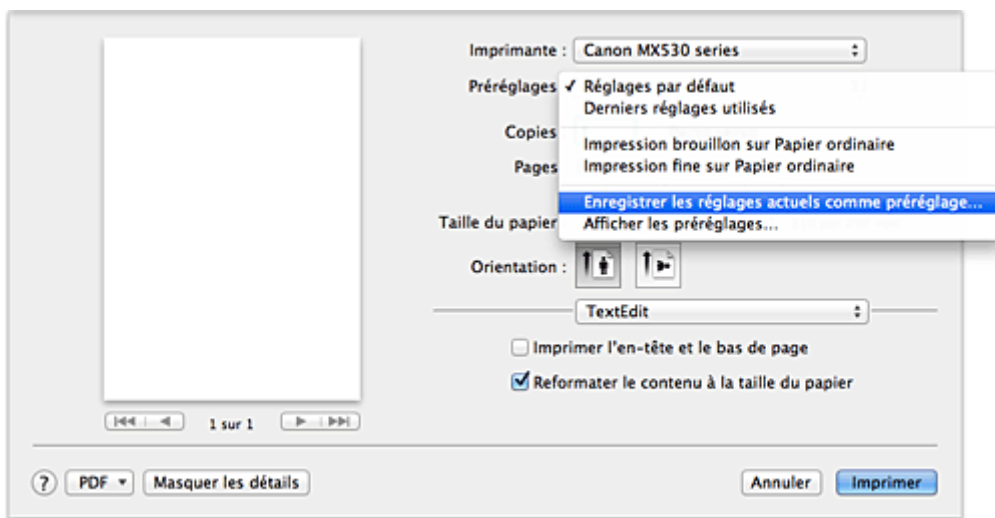 Imprimante : Canon MX530 series
Préréglages ✓ Réglages par défaut
Derniers réglages utilisés
Copies
Impression brouillon sur Papier ordinaire
Pages Impression fine sur Papier ordinaire
Enregistrer les réglages actuels comme préréglage...
Taille du papier Afficher les préréglages...
Orientation :
TextEdit
Imprimer l'en-tête et le bas de page
Reformater le contenu à la taille du papier
1 sur 1
? PDF Masquer les détails Annuler Imprimer